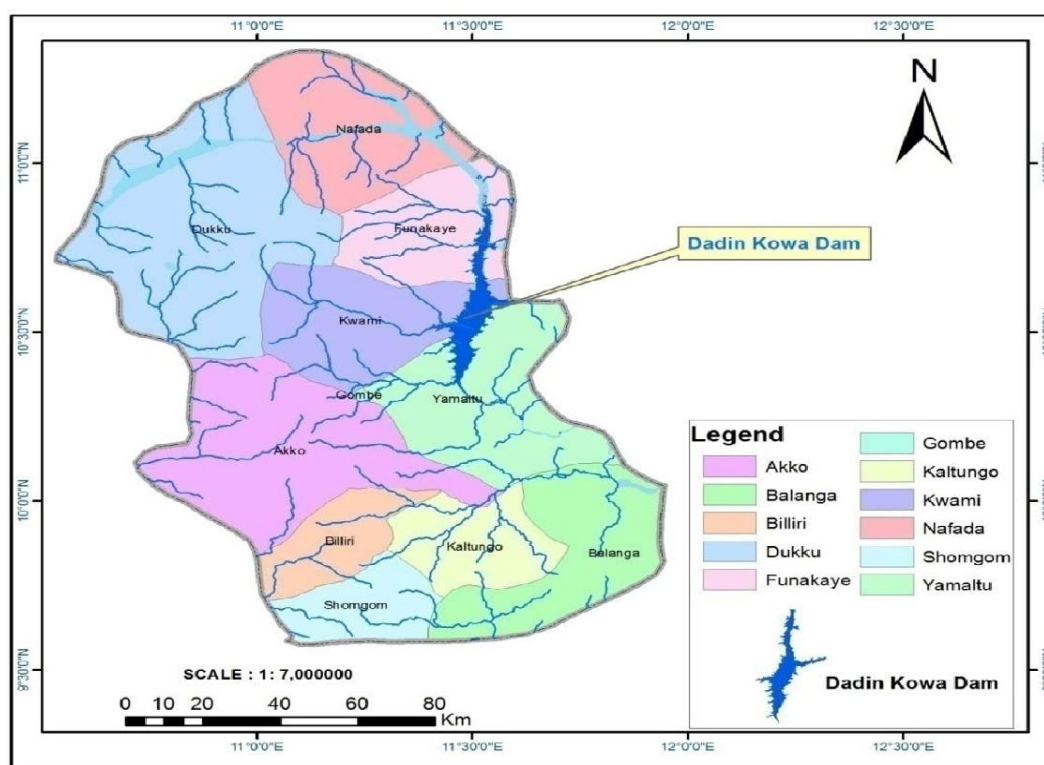 11°0'0"E 11°30'0"E 12°0'0"E 12°30'0"E
N
Nafada
11°0'0"N
Dukku
Funakaye
Dadin Kowa Dam
Kwami
10°30'0"N
Gombe
Yamaltu
Akko
10°0'0"N
Billiri
Kaltungo
Balanga
Shomgom
9°30'0"N
Legend
Akko
Balanga
Billiri
Dukku
Funakaye
Gombe
Kaltungo
Kwami
Nafada
Shomgom
Yamaltu
Dadin Kowa Dam
SCALE : 1: 7,000000
0 5 10 20 40 60 80
Km
11°0'0"E 11°30'0"E 12°0'0"E 12°30'0"E